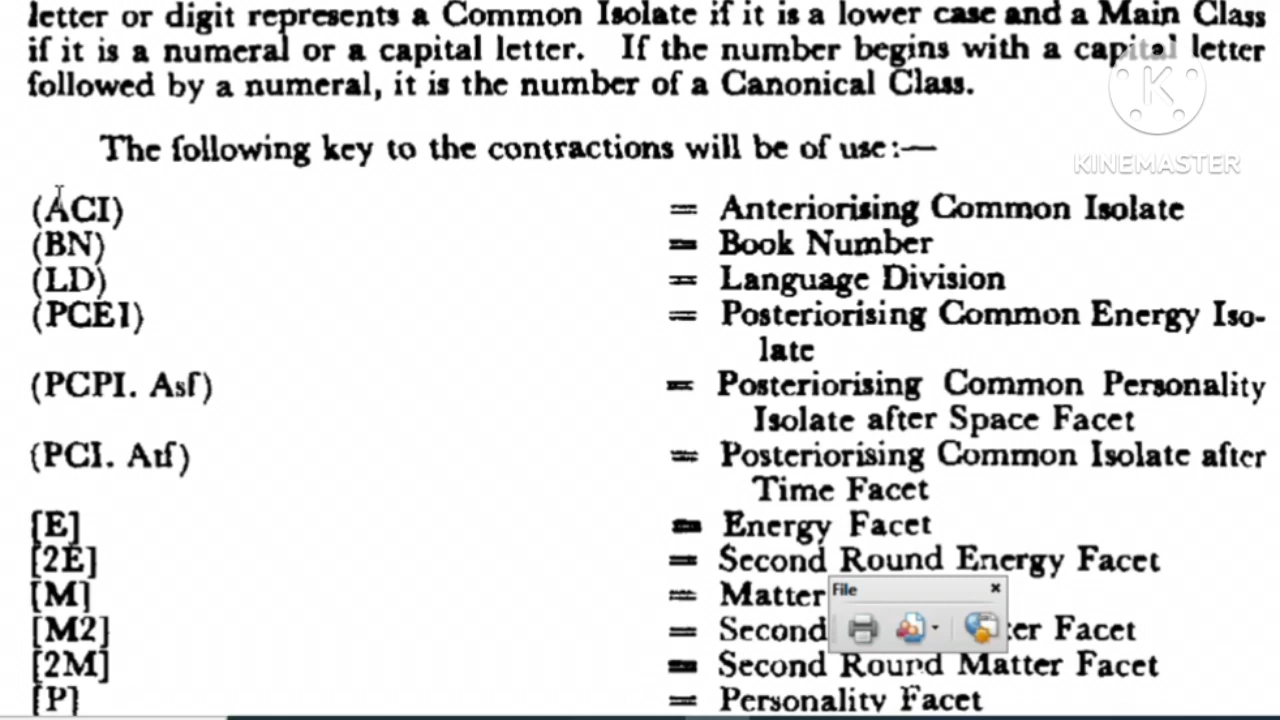 letter or digit represents a Common Isolate if it is a lower case and a Main Class
if it is a numeral or a capital letter. If the number begins with a capital letter
followed by a numeral, it is the number of a Canonical Class.
KINEMASTER
The following key to the contractions will be of use:—
(ACI) = Anteriorising Common Isolate
(BN) = Book Number
(LD) = Language Division
(PCEI) = Posteriorising Common Energy Iso-
late
(PCPI. Asf) = Posteriorising Common Personality
Isolate after Space Facet
(PCI. Atf) = Posteriorising Common Isolate after
Time Facet
[E] = Energy Facet
[2E] = Second Round Energy Facet
[M] = Matter
File
[M2] = Second Facet
[2M] = Second Round Matter Facet
[P] = Personality Facet